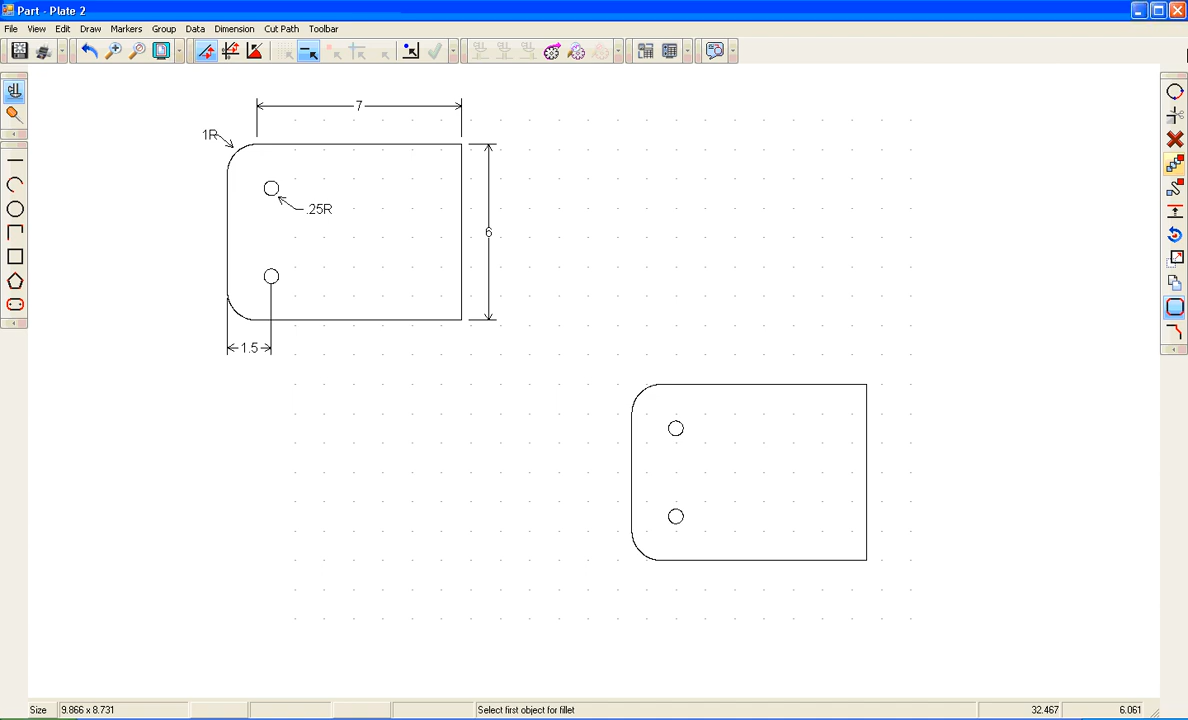 Part - Plate 2
File View Edit Draw Markers Group Data Dimension Cut Path Toolbar
7
1R
.25R
6
1.5
Size 9.866 x 8.731 Select first object for fillet 32.467 6.061